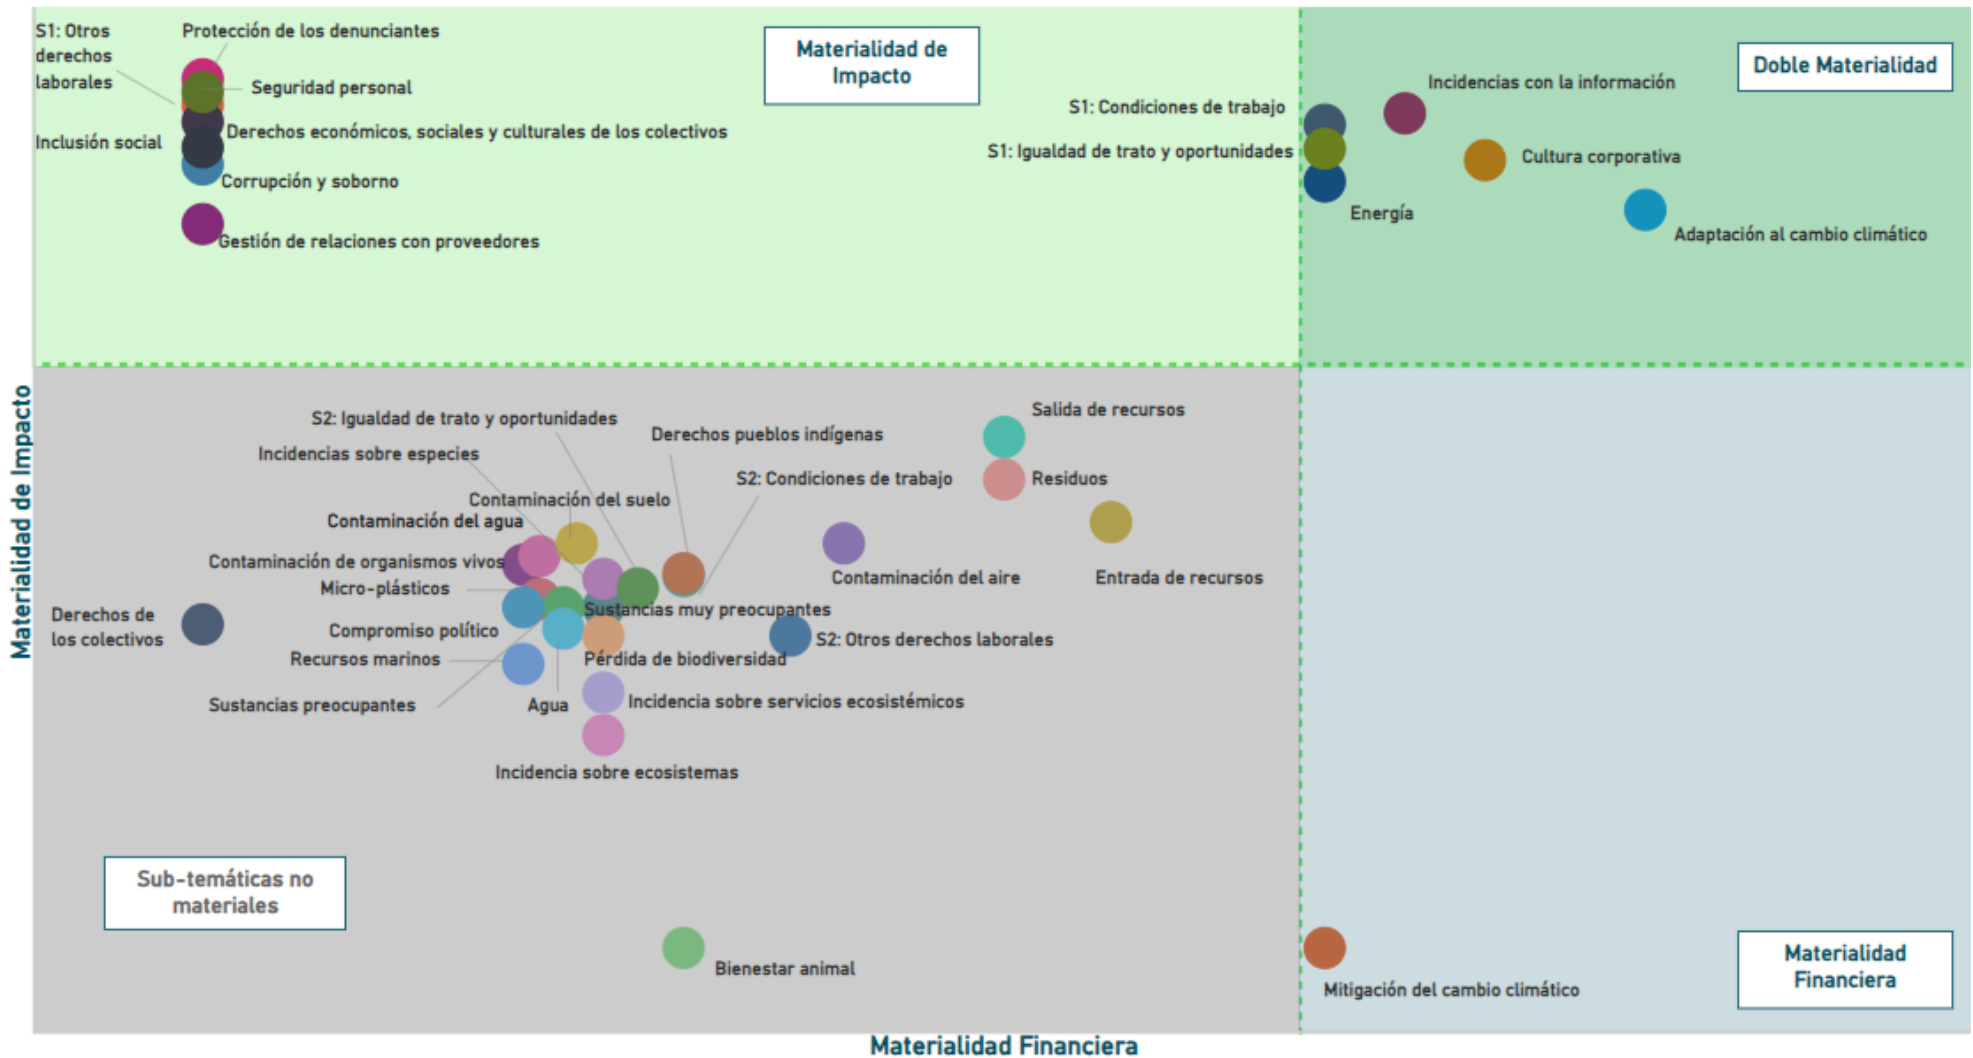 S1: Otros
derechos
laborales
Protección de los denunciantes
Seguridad personal
Derechos económicos, sociales y culturales de los colectivos
Inclusión social
Corrupción y soborno
Gestión de relaciones con proveedores
Materialidad de
Impacto
Doble Materialidad
Incidencias con la información
S1: Condiciones de trabajo
S1: Igualdad de trato y oportunidades
Cultura corporativa
Energía
Adaptación al cambio climático
Materialidad de Impacto
S2: Igualdad de trato y oportunidades
Derechos pueblos indígenas
Salida de recursos
Incidencias sobre especies
S2: Condiciones de trabajo
Residuos
Contaminación del suelo
Contaminación del agua
Contaminación de organismos vivos
Contaminación del aire
Entrada de recursos
Micro-plásticos
Sustancias muy preocupantes
Derechos de
los colectivos
Compromiso político
S2: Otros derechos laborales
Recursos marinos
Pérdida de biodiversidad
Sustancias preocupantes
Agua
Incidencia sobre servicios ecosistémicos
Incidencia sobre ecosistemas
Sub-temáticas no
materiales
Bienestar animal
Materialidad
Financiera
Mitigación del cambio climático
Materialidad Financiera